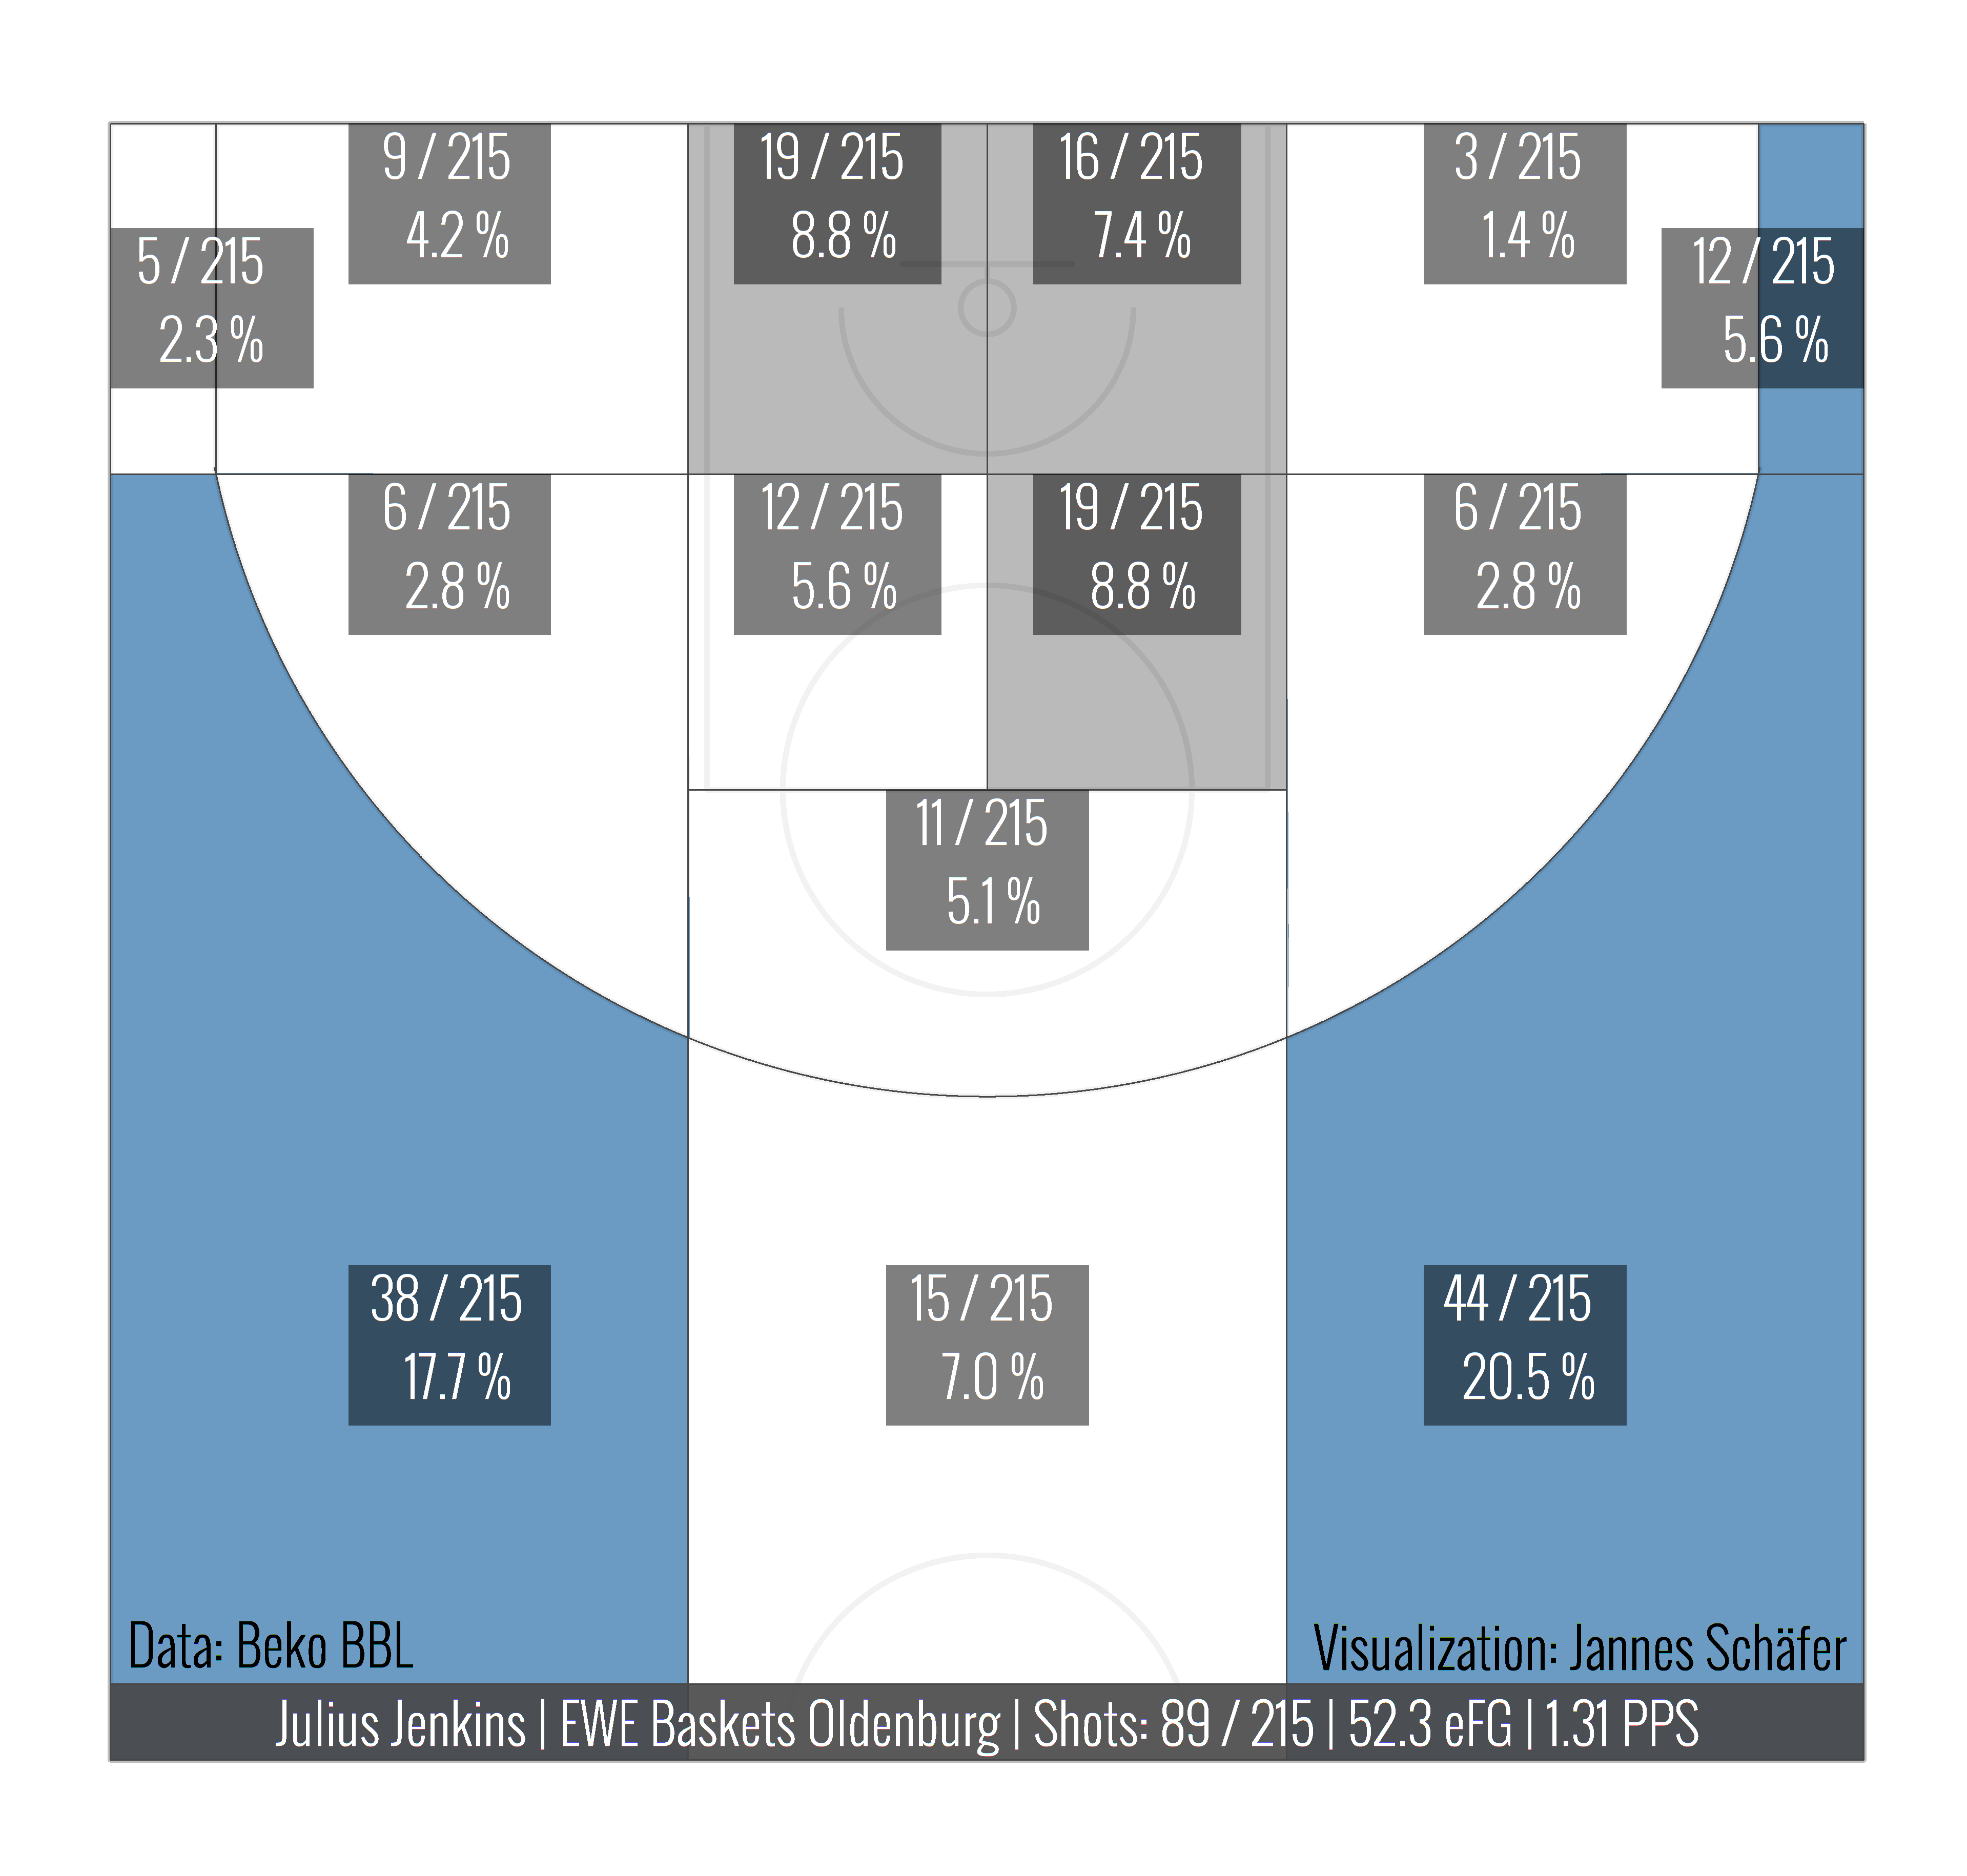 9 / 215
4.2 %
19 / 215
8.8 %
16 / 215
7.4 %
3 / 215
1.4 %
5 / 215
2.3 %
12 / 215
5.6 %
6 / 215
2.8 %
12 / 215
5.6 %
19 / 215
8.8 %
6 / 215
2.8 %
11 / 215
5.1 %
38 / 215
17.7 %
15 / 215
7.0 %
44 / 215
20.5 %
Data: Beko BBL
Visualization: Jannes Schäfer
Julius Jenkins | EWE Baskets Oldenburg | Shots: 89 / 215 | 52.3 eFG | 1.31 PPS